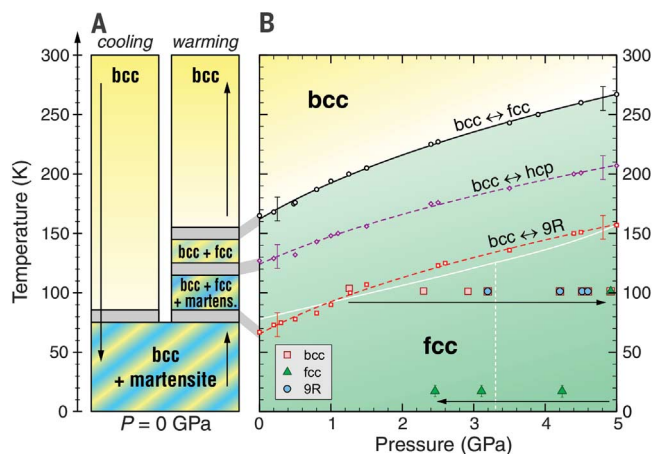 A
cooling
warming
B
bcc
bcc
bcc + fcc
bcc + fcc
+ martens.
bcc
+ martensite
P = 0 GPa
Temperature (K)
300
250
200
150
100
50
0
bcc
bcc ↔ fcc
bcc ↔ hcp
bcc ↔ 9R
fcc
bcc
fcc
9R
300
250
200
150
100
50
0
0
1
2
3
4
5
Pressure (GPa)